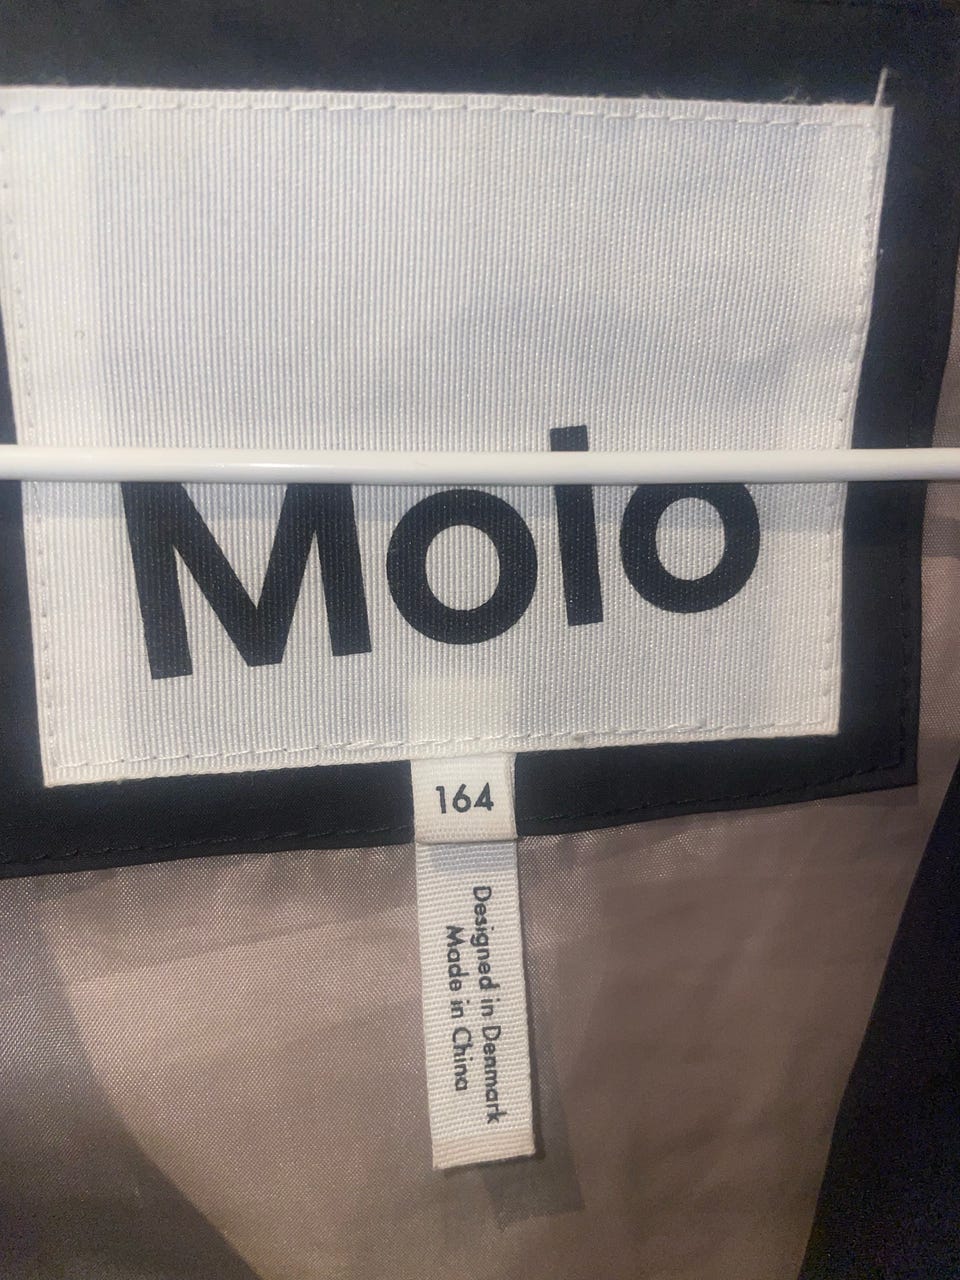 Molo
164
Designed in Denmark
Made in China